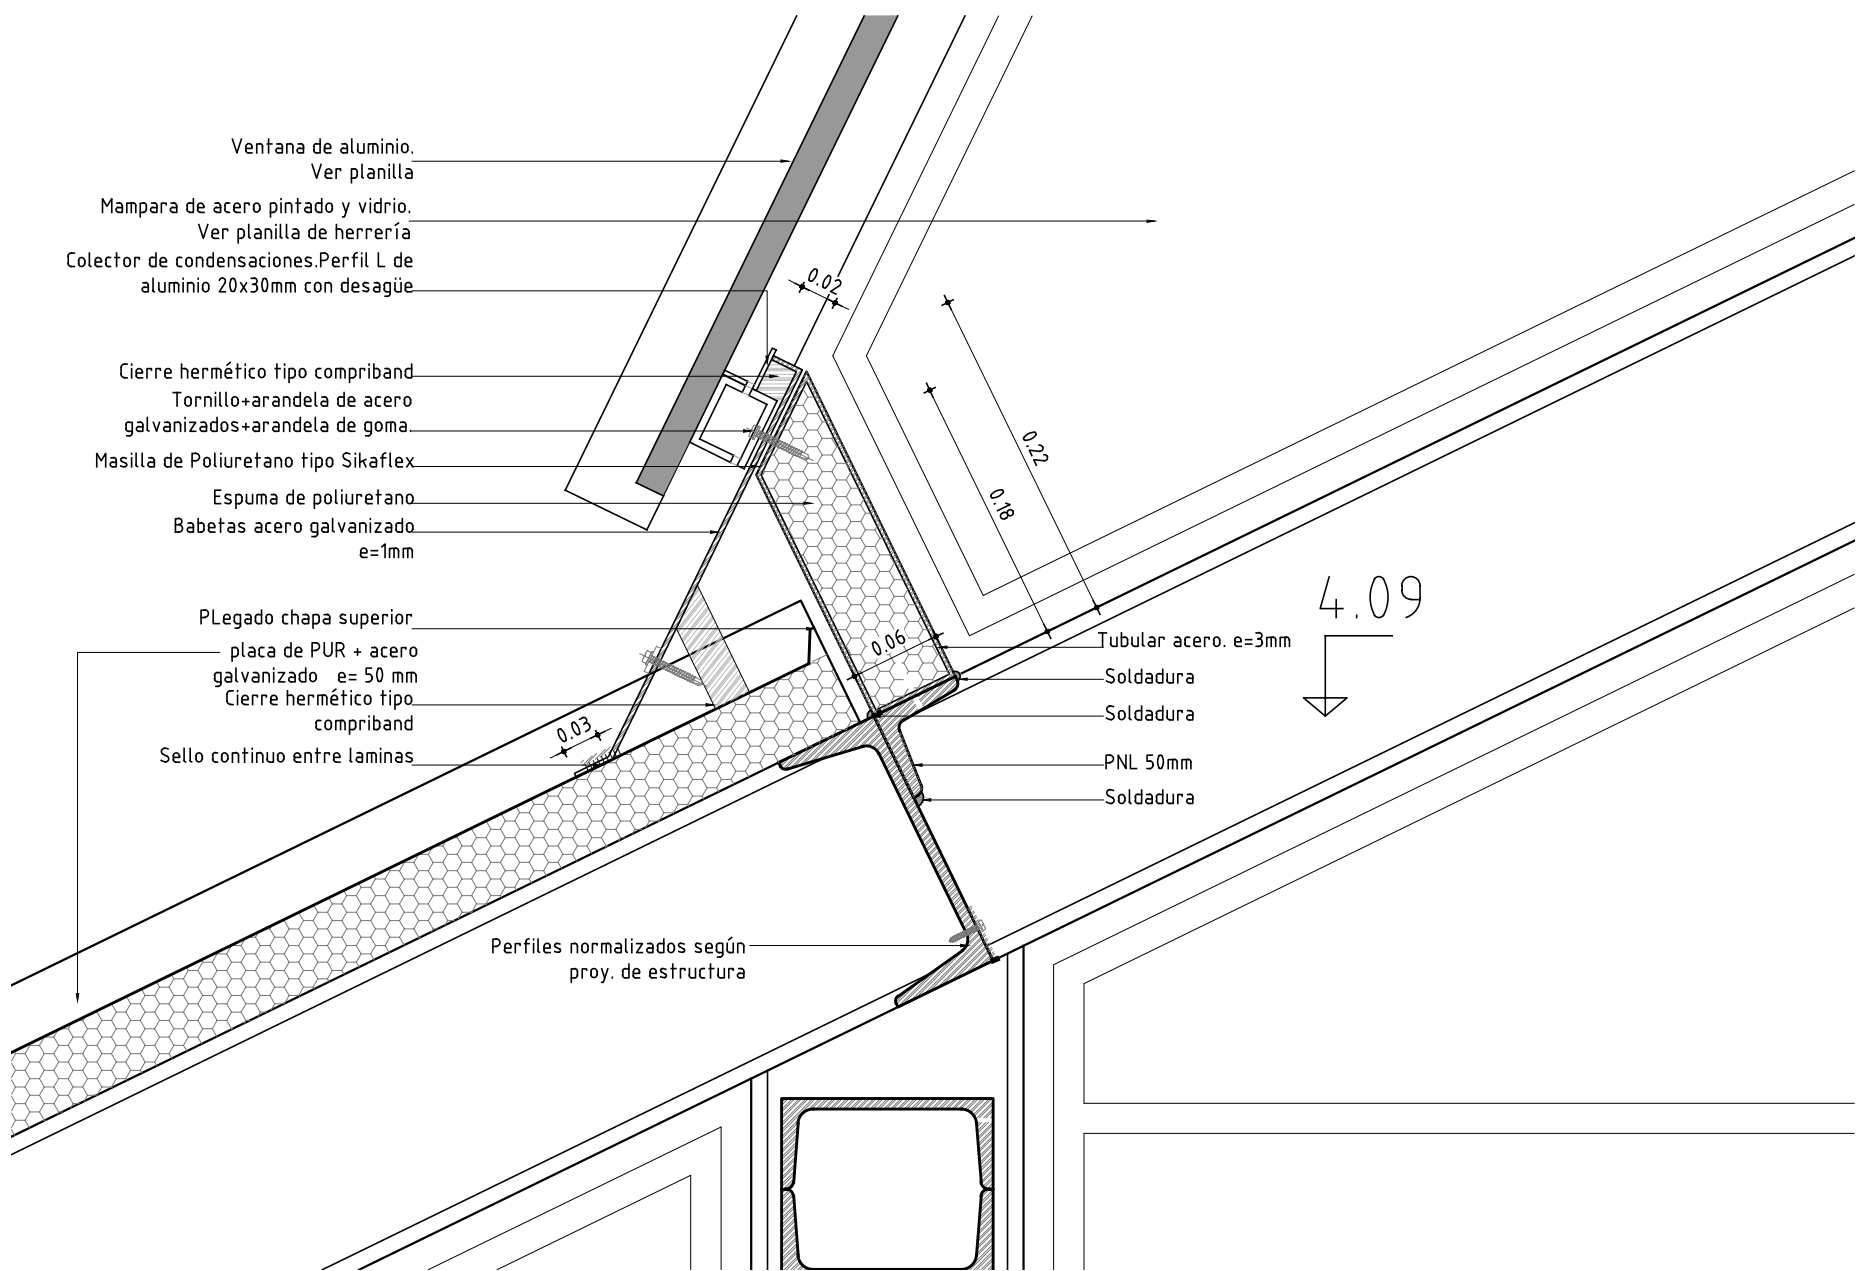 Ventana de aluminio.
Ver planilla
Mampara de acero pintado y vidrio.
Ver planilla de herrería
Colector de condensaciones.Perfil L de
aluminio 20x30mm con desagüe
Cierre hermético tipo compriband
Tornillo+arandela de acero
galvanizados+arandela de goma.
Masilla de Poliuretano tipo Sikaflex
Espuma de poliuretano
Babetas acero galvanizado
e=1mm
PLegado chapa superior
placa de PUR + acero
galvanizado e= 50 mm
Cierre hermético tipo
compriband
Sello continuo entre laminas
0.03
0.02
0.22
0.18
0.06
4.09
Tubular acero. e=3mm
Soldadura
Soldadura
PNL 50mm
Soldadura
Perfiles normalizados según
proy. de estructura